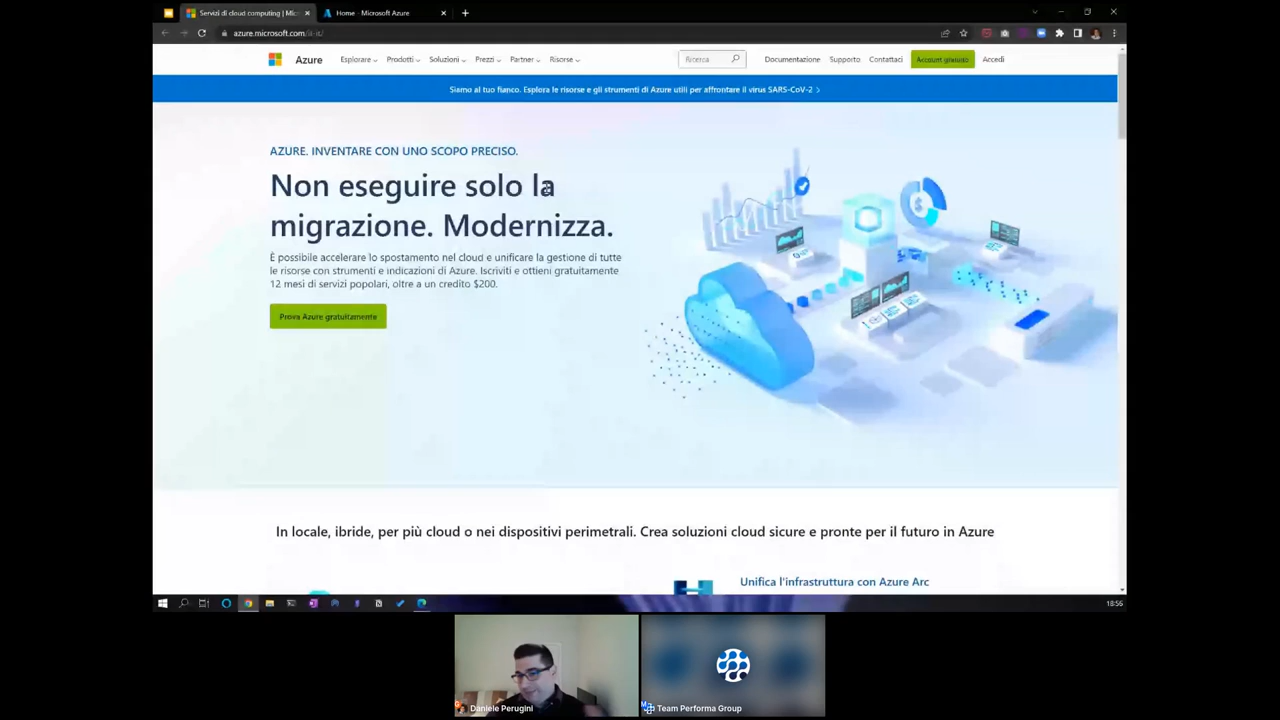 Servizi di cloud computing | Mic
Home - Microsoft Azure
azure.microsoft.com/it-it/
Azure
Esplorare
Prodotti
Soluzioni
Prezzi
Partner
Risorse
Ricerca
Documentazione
Supporto
Contattaci
Account gratuito
Accedi
Siamo al tuo fianco. Esplora le risorse e gli strumenti di Azure utili per affrontare il virus SARS-CoV-2
AZURE. INVENTARE CON UNO SCOPO PRECISO.
Non eseguire solo la
migrazione. Modernizza.
È possibile accelerare lo spostamento nel cloud e unificare la gestione di tutte
le risorse con strumenti e indicazioni di Azure. Iscriviti e ottieni gratuitamente
12 mesi di servizi popolari, oltre a un credito $200.
Prova Azure gratuitamente
In locale, ibride, per più cloud o nei dispositivi perimetrali. Crea soluzioni cloud sicure e pronte per il futuro in Azure
Unifica l'infrastruttura con Azure Arc
18:56
Daniele Perugini
Team Performa Group